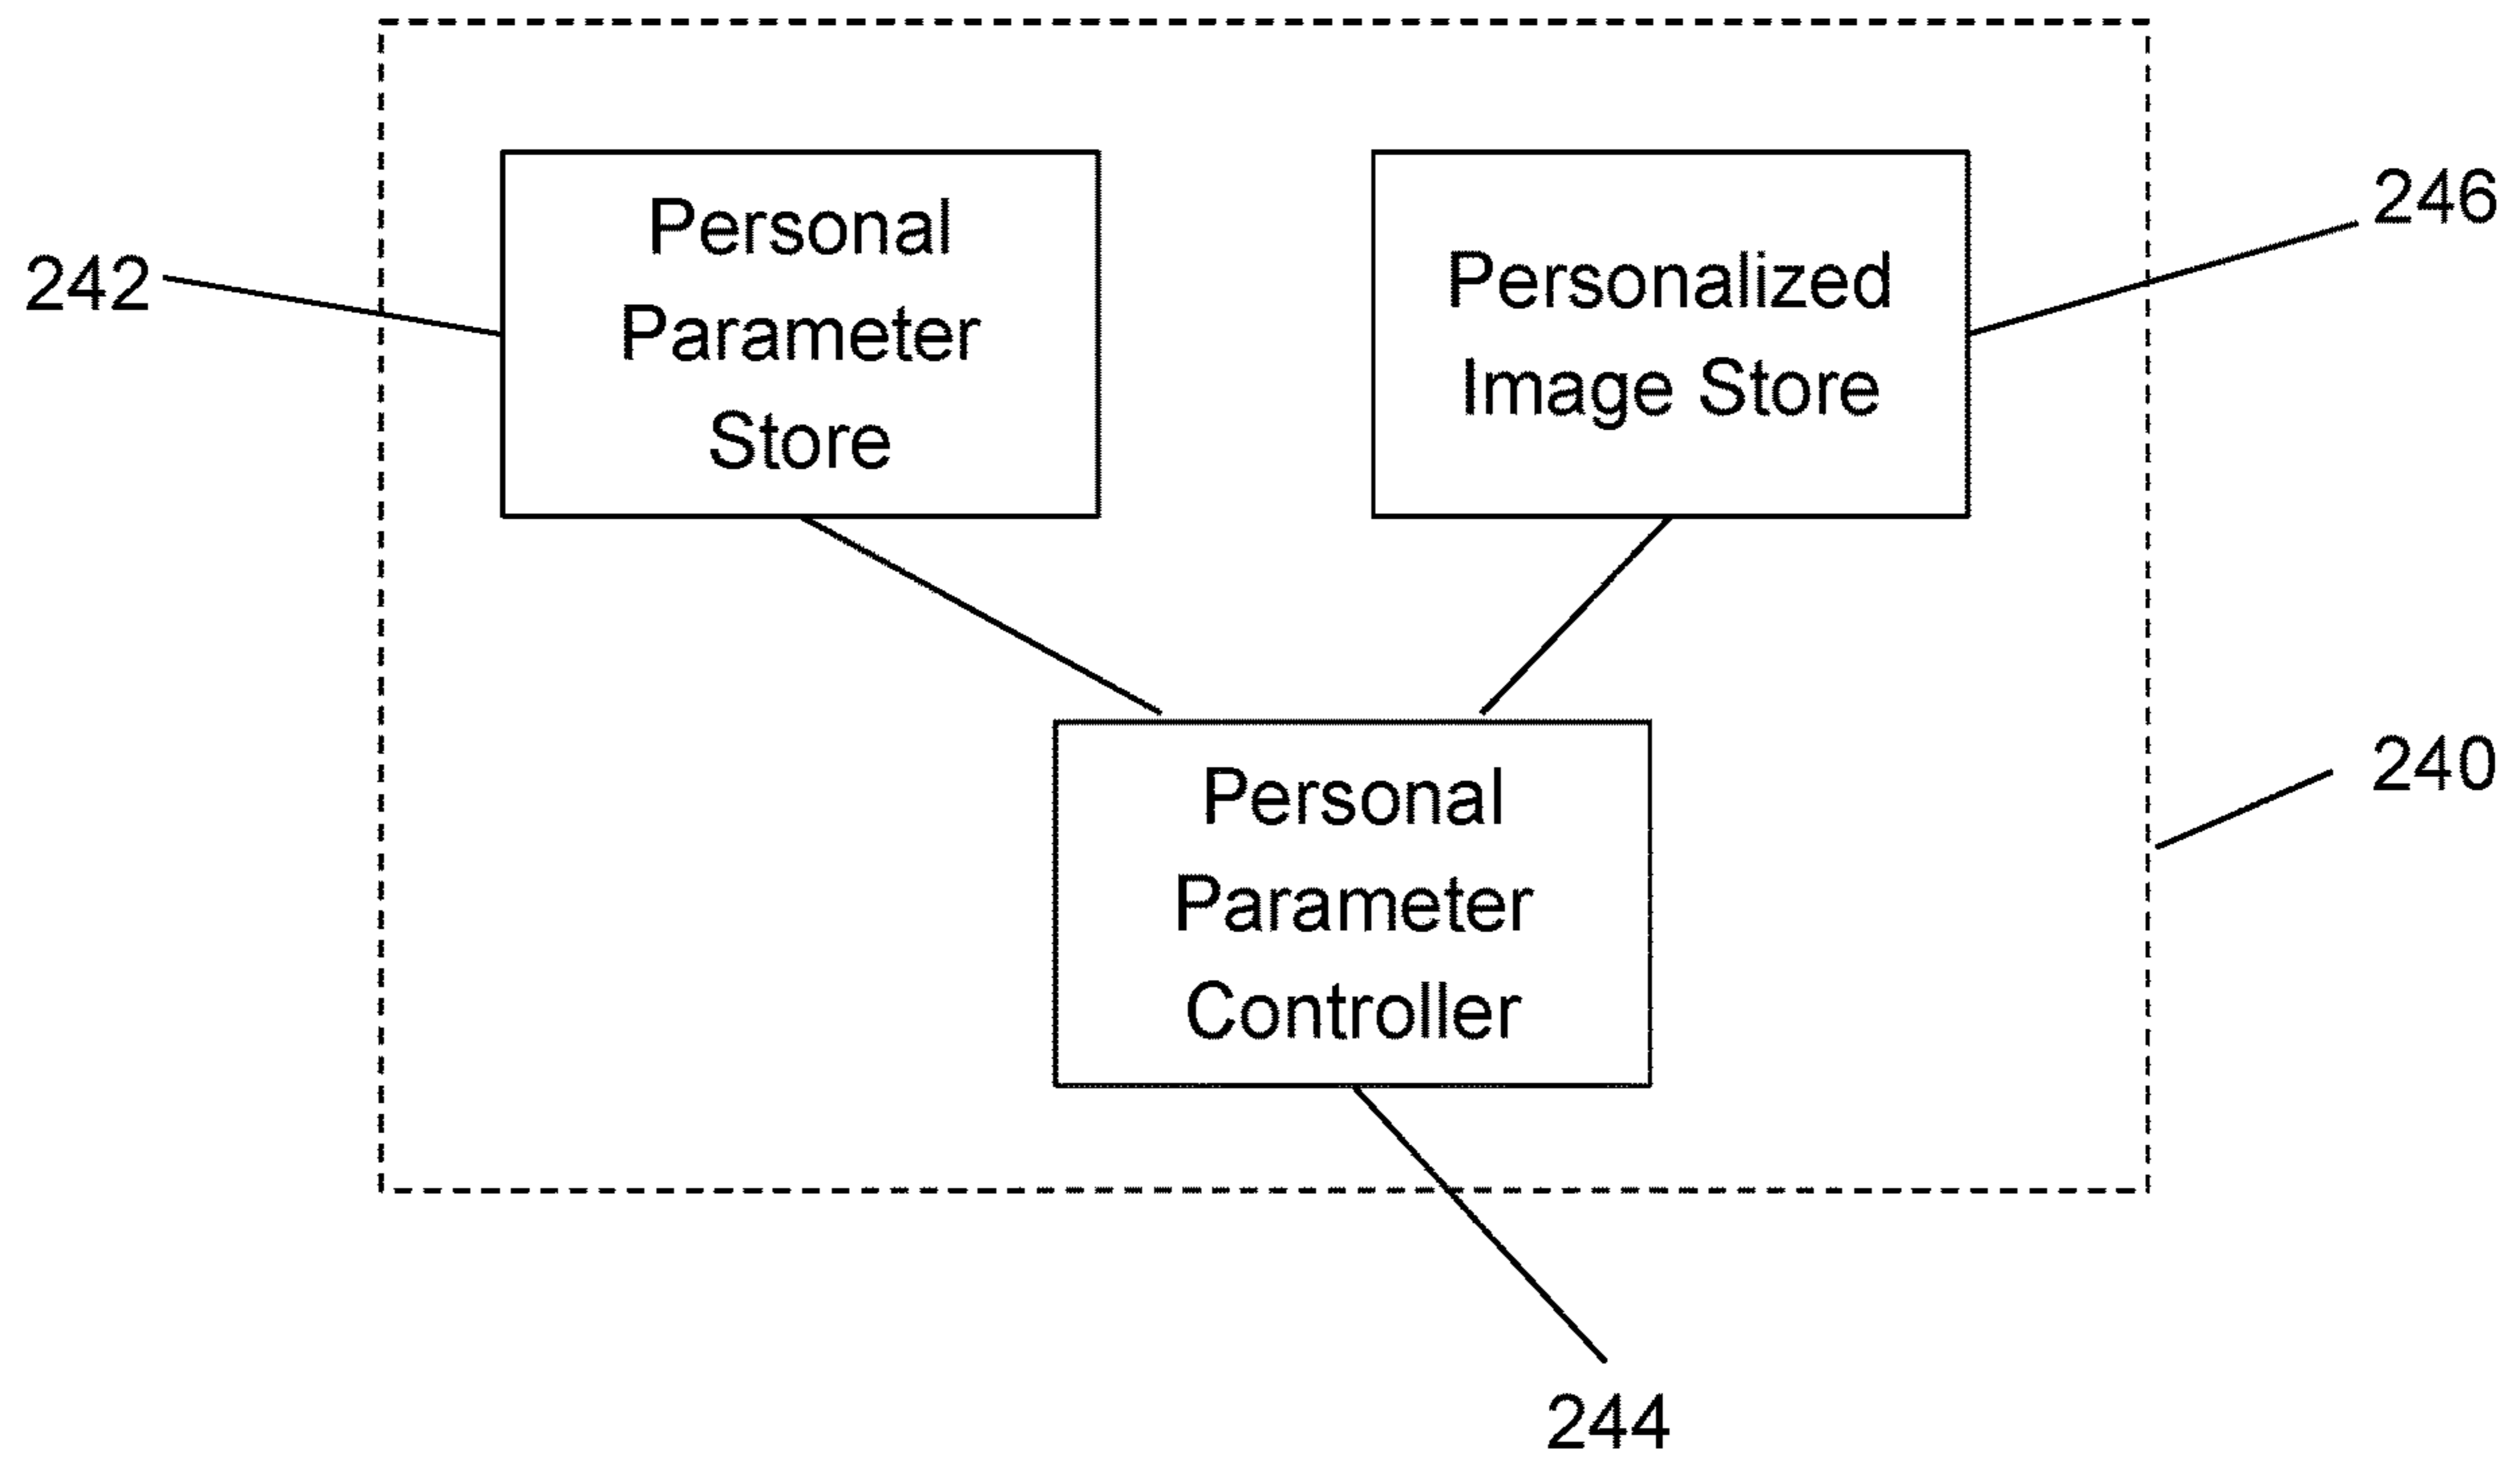 Personal
Parameter
Store
242
Personalized
Image Store
246
Personal
Parameter
Controller
240
244